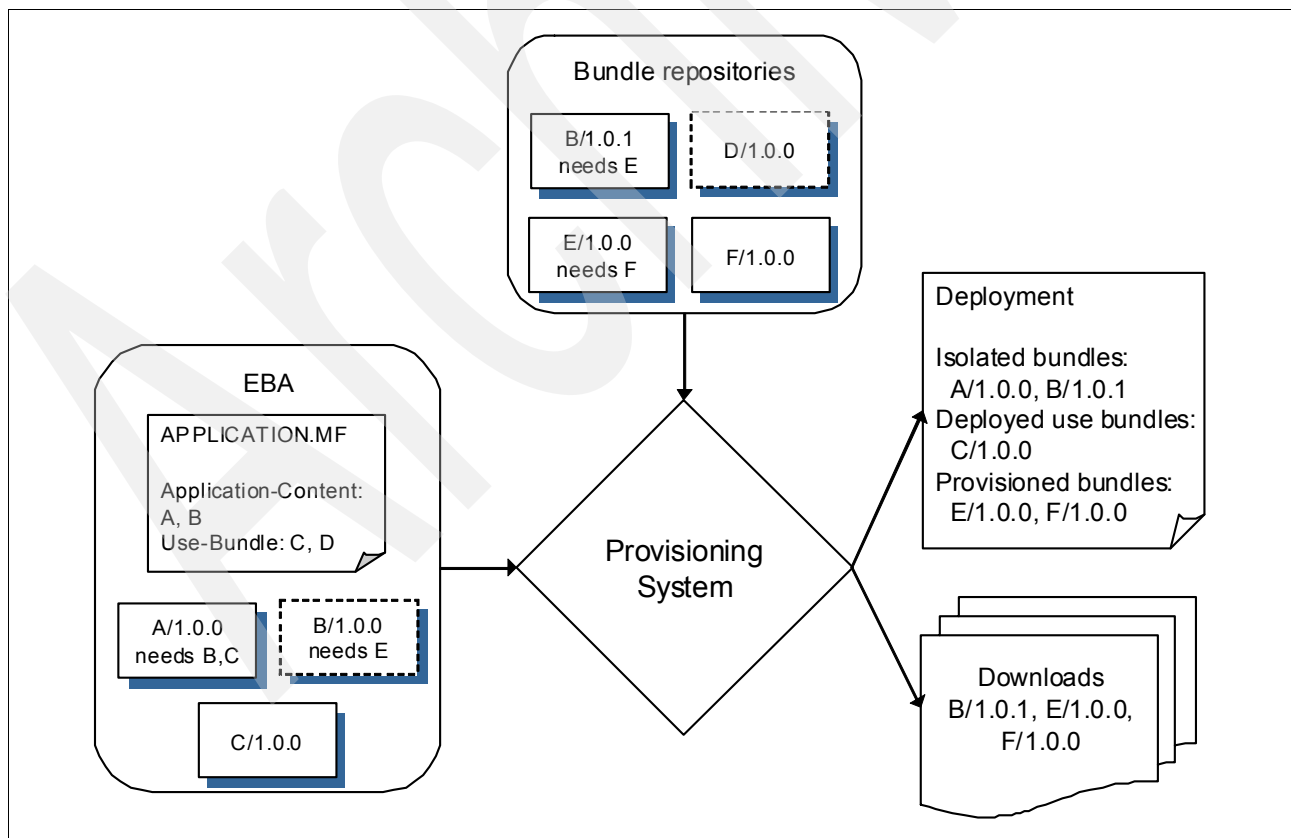 Bundle repositories
B/1.0.1
needs E
D/1.0.0
E/1.0.0
needs F
F/1.0.0
EBA
APPLICATION.MF
Application-Content:
A, B
Use-Bundle: C, D
A/1.0.0
needs B,C
B/1.0.0
needs E
C/1.0.0
Provisioning
System
Deployment
Isolated bundles:
A/1.0.0, B/1.0.1
Deployed use bundles:
C/1.0.0
Provisioned bundles:
E/1.0.0, F/1.0.0
Downloads
B/1.0.1, E/1.0.0,
F/1.0.0